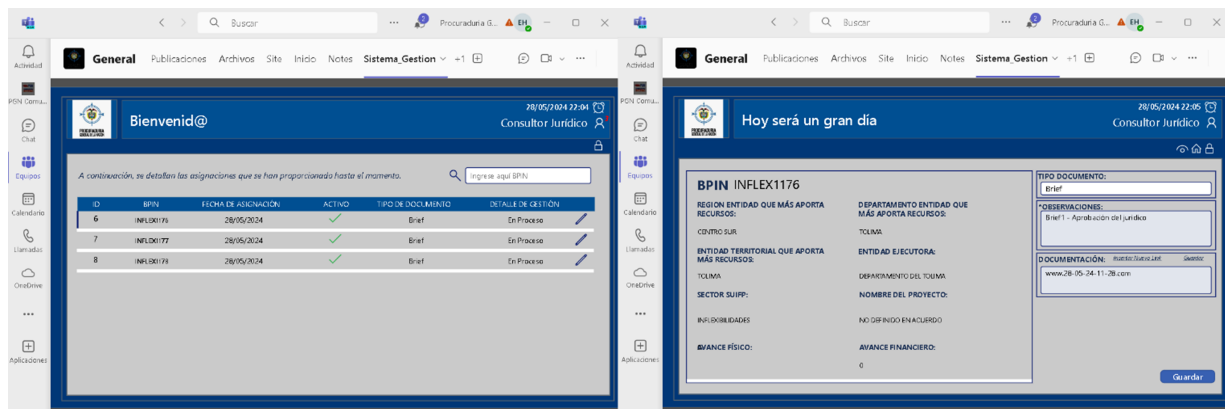 Buscar
Procuraduria G...
EH
General Publicaciones Archivos Site Inicio Notes Sistema_Gestion +1
Actividad
PGN Comu...
Chat
Equipos
Calendario
Llamadas
OneDrive
Aplicaciones
28/05/2024 22:04
Bienvenid@
Consultor Jurídico
A continuación, se detallan las asignaciones que se han proporcionado hasta el momento.
Ingrese aquí BPIN
ID BPIN FECHA DE ASIGNACIÓN ACTIVO TIPO DE DOCUMENTO DETALLE DE GESTIÓN
6 INFLEX1176 28/05/2024 Brief En Proceso
7 INFLEX1177 28/05/2024 Brief En Proceso
8 INFLEX1178 28/05/2024 Brief En Proceso
Buscar
Procuraduria G...
EH
General Publicaciones Archivos Site Inicio Notes Sistema_Gestion +1
Actividad
PGN Comu...
Chat
Equipos
Calendario
Llamadas
OneDrive
Aplicaciones
28/05/2024 22:05
Hoy será un gran día
Consultor Jurídico
BPIN INFLEX1176
REGION ENTIDAD QUE MÁS APORTA RECURSOS:
CENTRO SUR
DEPARTAMENTO ENTIDAD QUE MÁS APORTA RECURSOS:
TOLIMA
ENTIDAD TERRITORIAL QUE APORTA MÁS RECURSOS:
TOLIMA
ENTIDAD EJECUTORA:
DEPARTAMENTO DEL TOLIMA
SECTOR SUIFP:
INFLEXIBILIDADES
NOMBRE DEL PROYECTO:
NO DEFINIDO EN ACUERDO
AVANCE FÍSICO:
AVANCE FINANCIERO:
0
TIPO DOCUMENTO:
Brief
*OBSERVACIONES:
Brief1 - Aprobación del jurídico
DOCUMENTACIÓN: Guardar
www.28-05-24-11-28.com
Guardar